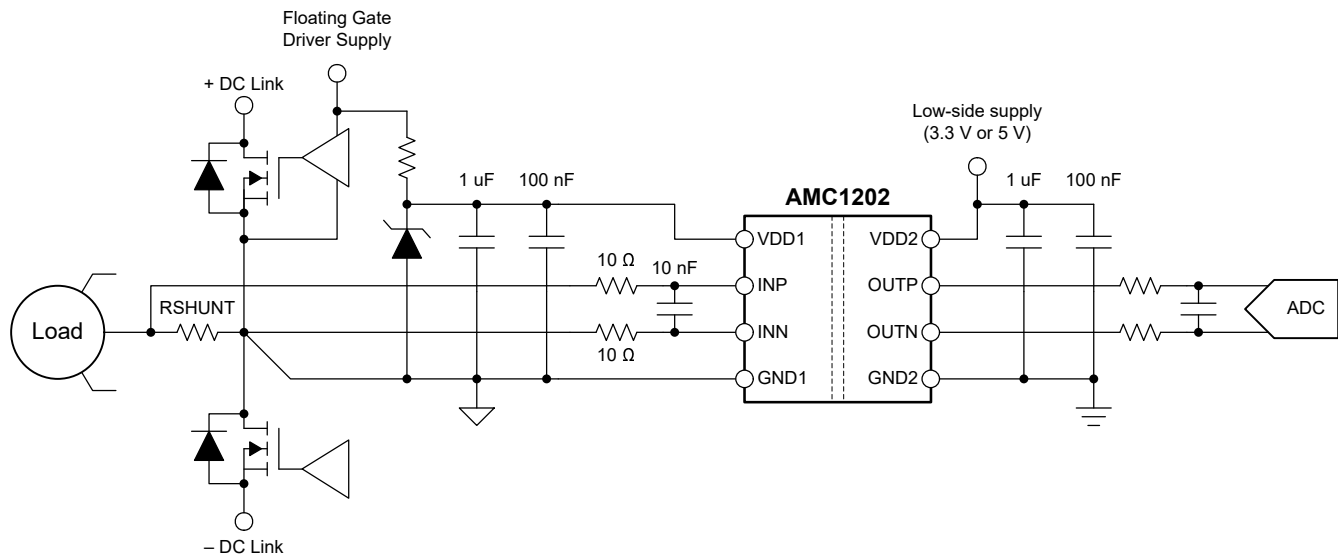 Floating Gate
Driver Supply
+ DC Link
Low-side supply
(3.3 V or 5 V)
1 uF
100 nF
AMC1202
1 uF
100 nF
VDD1
VDD2
10 Ω
10 nF
INP
OUTP
RSHUNT
Load
INN
OUTN
ADC
10 Ω
GND1
GND2
– DC Link